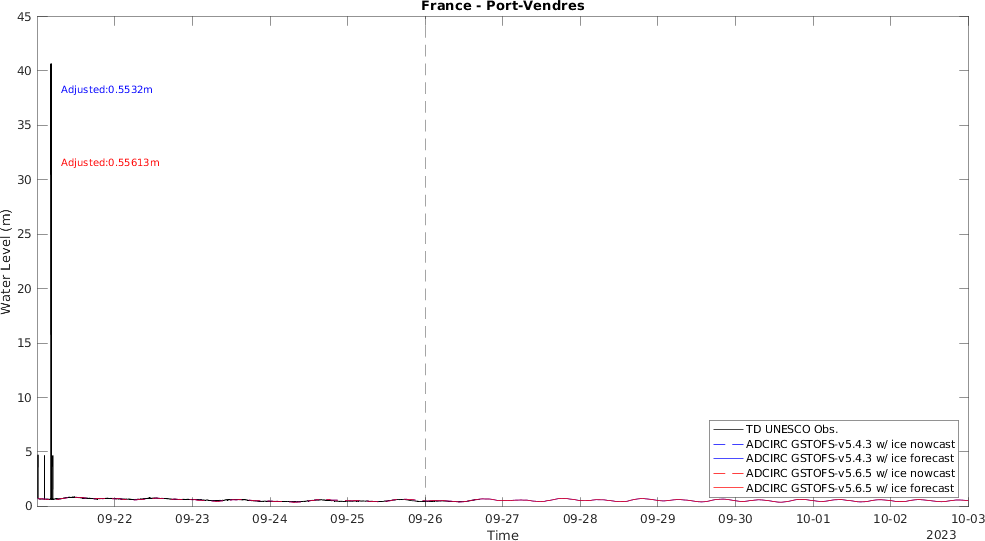 France - Port-Vendres
45
40
35
30
25
20
15
10
5
0
Water Level (m)
Adjusted:0.5532m
Adjusted:0.55613m
TD UNESCO Obs.
ADCIRC GSTOFS-v5.4.3 w/ ice nowcast
ADCIRC GSTOFS-v5.4.3 w/ ice forecast
ADCIRC GSTOFS-v5.6.5 w/ ice nowcast
ADCIRC GSTOFS-v5.6.5 w/ ice forecast
09-22 09-23 09-24 09-25 09-26 09-27 09-28 09-29 09-30 10-01 10-02 10-03
Time
2023